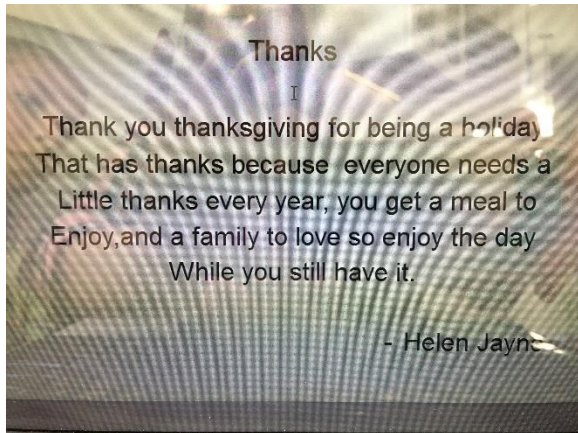 Thanks
Thank you thanksgiving for being a holiday
That has thanks because  everyone needs a
Little thanks every year, you get a meal to
Enjoy,and a family to love so enjoy the day
While you still have it.
- Helen Jayne